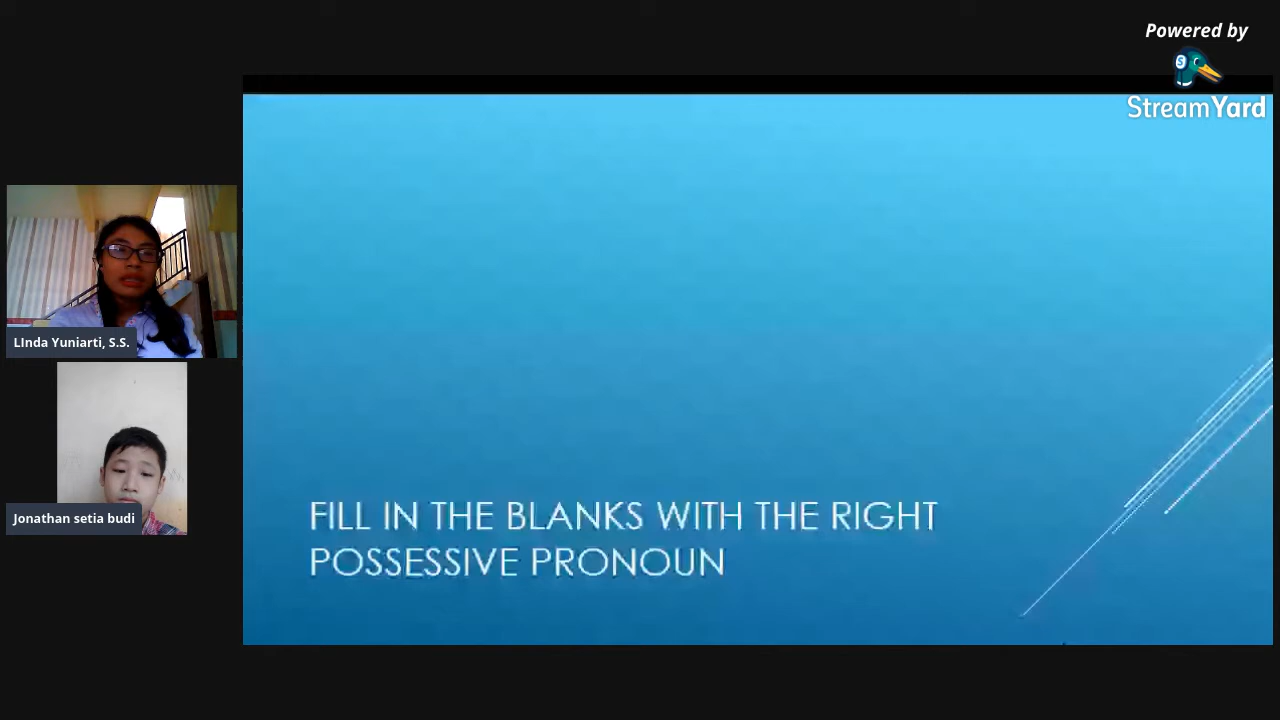 Powered by
StreamYard
LInda Yuniarti, S.S.
Jonathan setia budi
FILL IN THE BLANKS WITH THE RIGHT
POSSESSIVE PRONOUN